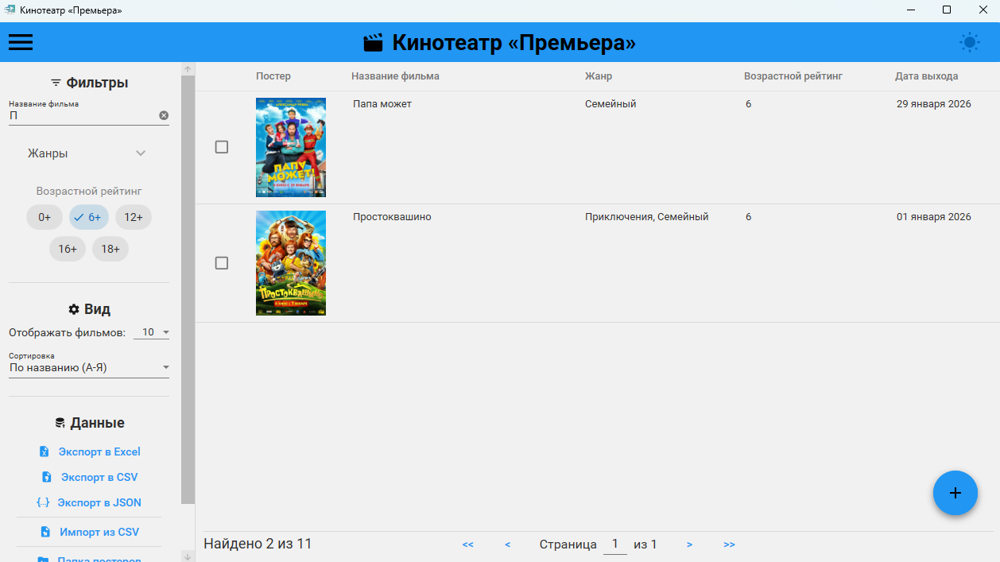 Кинотеатр «Премьера»
Кинотеатр «Премьера»
Фильтры
Название фильма
П
Жанры
Возрастной рейтинг
0+ 6+ 12+
16+ 18+
Вид
Отображать фильмов: 10
Сортировка
По названию (А-Я)
Данные
Экспорт в Excel
Экспорт в CSV
Экспорт в JSON
Импорт из CSV
Папка постеров
Постер Название фильма Жанр Возрастной рейтинг Дата выхода
Папа может Семейный 6 29 января 2026
ПАПА
МОЖЕТ!
Простоквашино Приключения, Семейный 6 01 января 2026
ПРОСТОКВАШИНО
+
Найдено 2 из 11 << < Страница 1 из 1 > >>